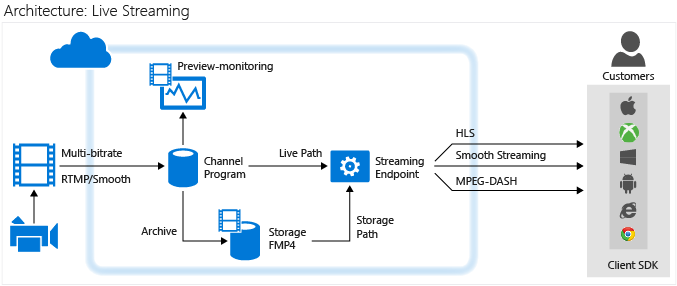 Architecture: Live Streaming
Preview-monitoring
Customers
Multi-bitrate
RTMP/Smooth
Channel
Program
Live Path
Streaming
Endpoint
HLS
Smooth Streaming
MPEG-DASH
Archive
Storage
FMP4
Storage
Path
Client SDK